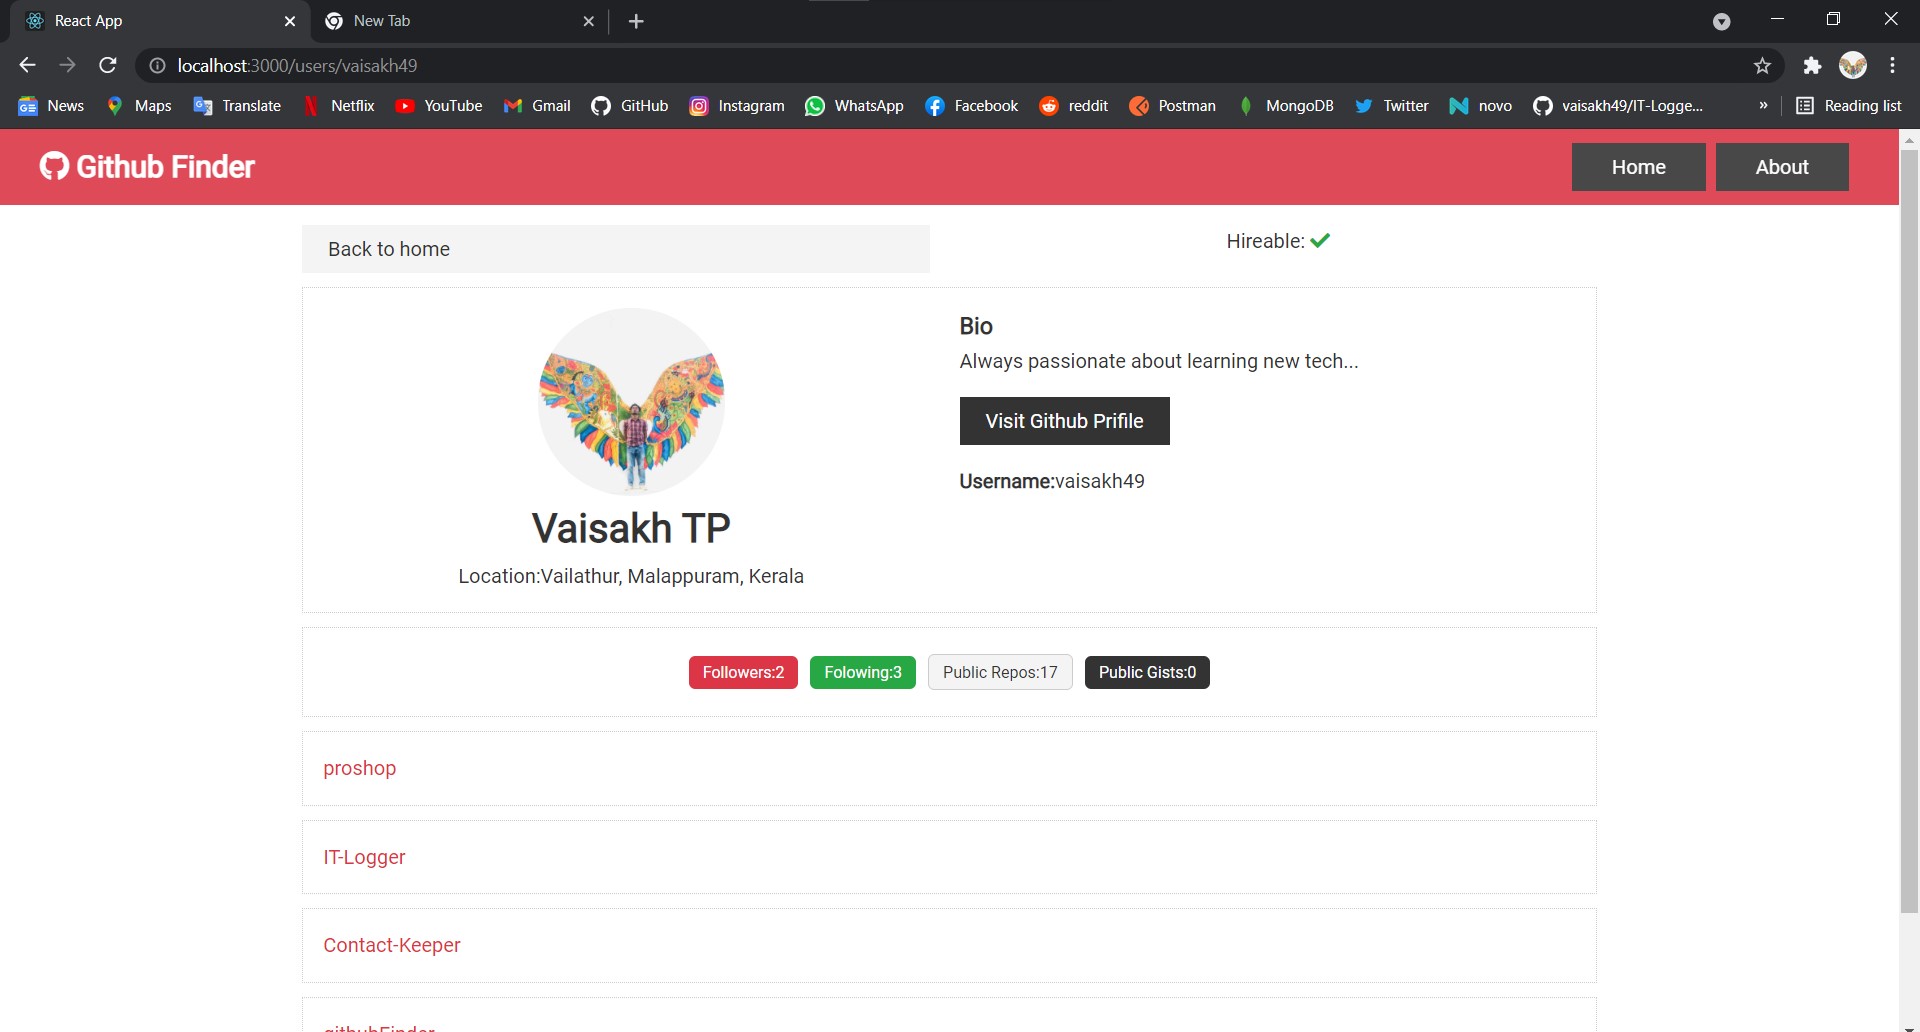 React App
New Tab
localhost:3000/users/vaisakh49
News Maps Translate Netflix YouTube Gmail GitHub Instagram WhatsApp Facebook reddit Postman MongoDB Twitter novo vaisakh49/IT-Logge... » Reading list
Github Finder
Home
About
Back to home
Hireable:
Bio
Always passionate about learning new tech...
Visit Github Prifile
Username:vaisakh49
Vaisakh TP
Location:Vailathur, Malappuram, Kerala
Followers:2
Folowing:3
Public Repos:17
Public Gists:0
proshop
IT-Logger
Contact-Keeper
githubFinder